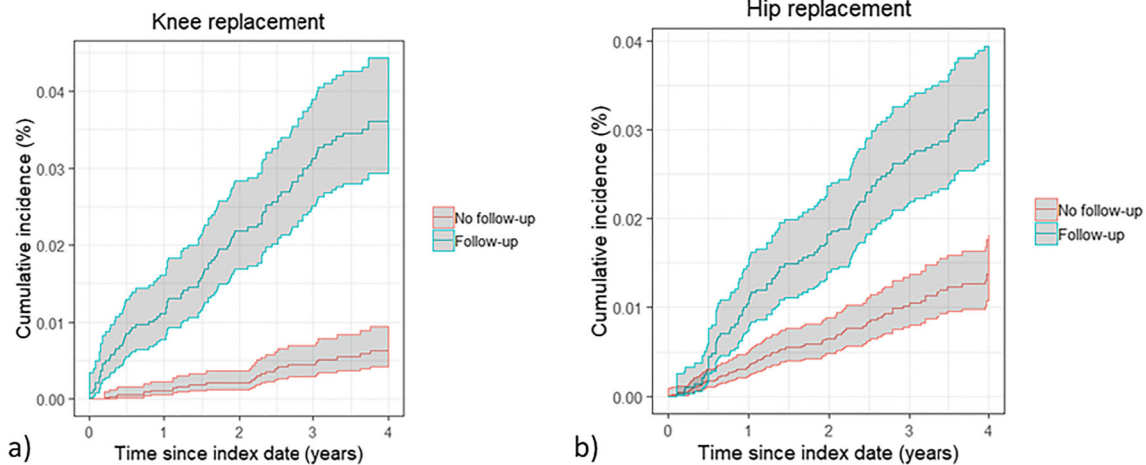 Knee replacement
Cumulative incidence (%)
0.04
0.03
0.02
0.01
0.00
0 1 2 3 4
Time since index date (years)
No follow-up
Follow-up
a)
Hip replacement
Cumulative incidence (%)
0.04
0.03
0.02
0.01
0.00
0 1 2 3 4
Time since index date (years)
No follow-up
Follow-up
b)